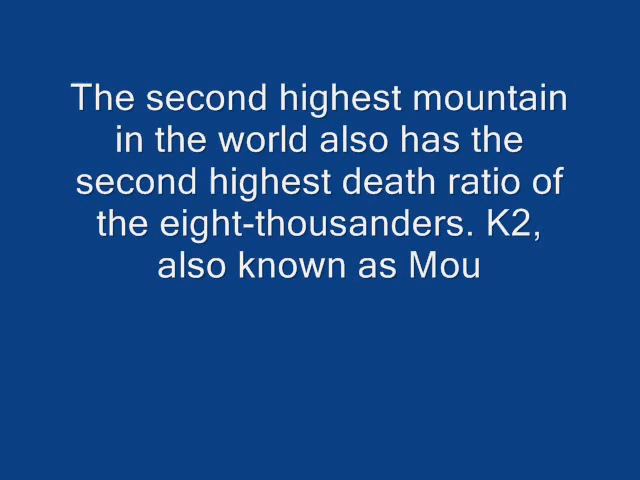 The second highest mountain
in the world also has the
second highest death ratio of
the eight-thousanders. K2,
also known as Mou